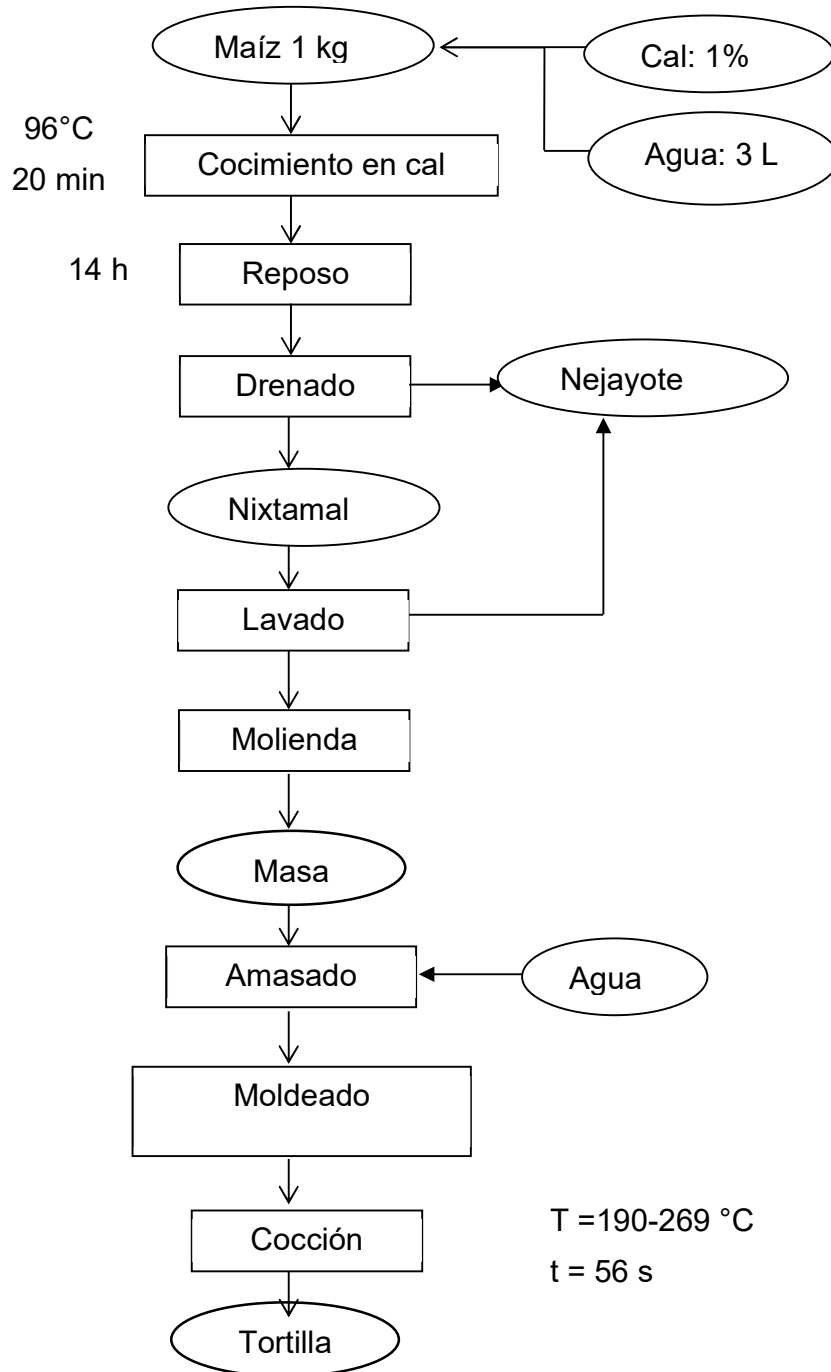 Maíz 1 kg
Cal: 1%
Agua: 3 L
96°C
20 min
Cocimiento en cal
14 h
Reposo
Drenado
Nejayote
Nixtamal
Lavado
Molienda
Masa
Amasado
Agua
Moldeado
Cocción
T =190-269 °C
t = 56 s
Tortilla